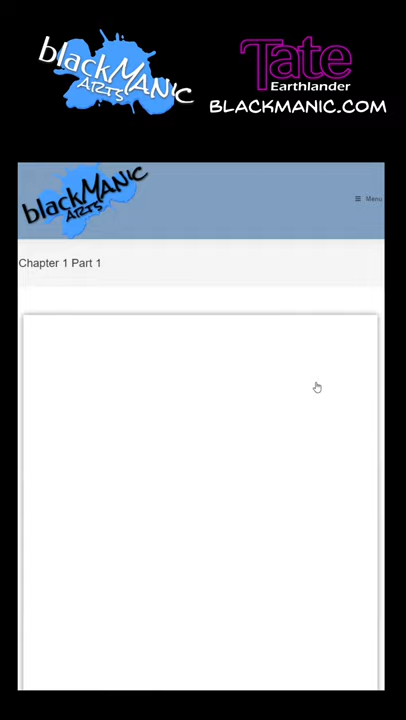 blackMANIC
ARTS
Tate
Earthlander
BLACKMANIC.COM
blackMANIC
ARTS
Menu
Chapter 1 Part 1